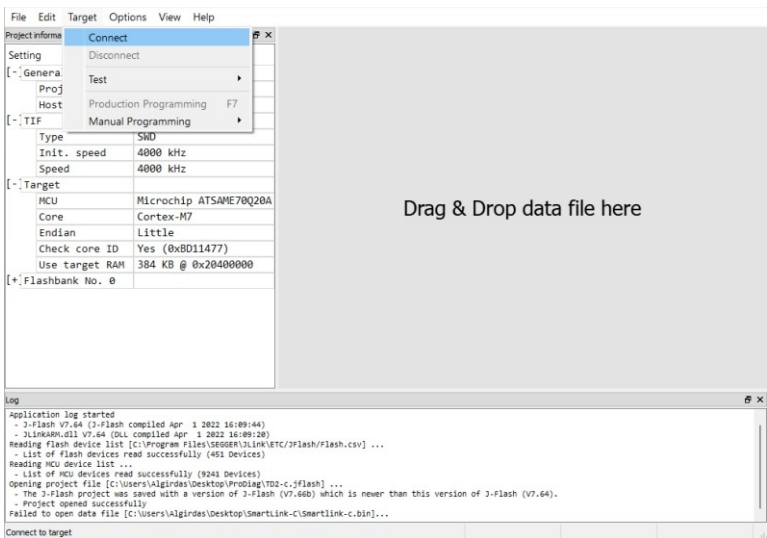 File Edit Target Options View Help
Project informa
Connect
Setting
Disconnect
[-] Genera
Test
Proj
Host
Production Programming F7
[-] TIF
Manual Programming
Type SWD
Init. speed 4000 kHz
Speed 4000 kHz
[-] Target
MCU Microchip ATSAME70Q20A
Core Cortex-M7
Endian Little
Check core ID Yes (0xBD11477)
Use target RAM 384 KB @ 0x20400000
[+] Flashbank No. 0
Drag & Drop data file here
Log
Application log started
- J-Flash V7.64 (J-Flash compiled Apr 1 2022 16:09:44)
- JLinkARM.dll V7.64 (DLL compiled Apr 1 2022 16:09:20)
Reading flash device list [C:\Program Files\SEGGER\JLink\ETC/JFlash/Flash.csv] ...
- List of flash devices read successfully (451 Devices)
Reading MCU device list ...
- List of MCU devices read successfully (9241 Devices)
Opening project file [C:\Users\Algirdas\Desktop\ProDiag\TD2-c.jflash] ...
- The J-Flash project was saved with a version of J-Flash (V7.66b) which is newer than this version of J-Flash (V7.64).
- Project opened successfully
Failed to open data file [C:\Users\Algirdas\Desktop\SmartLink-C\Smartlink-c.bin]...
Connect to target